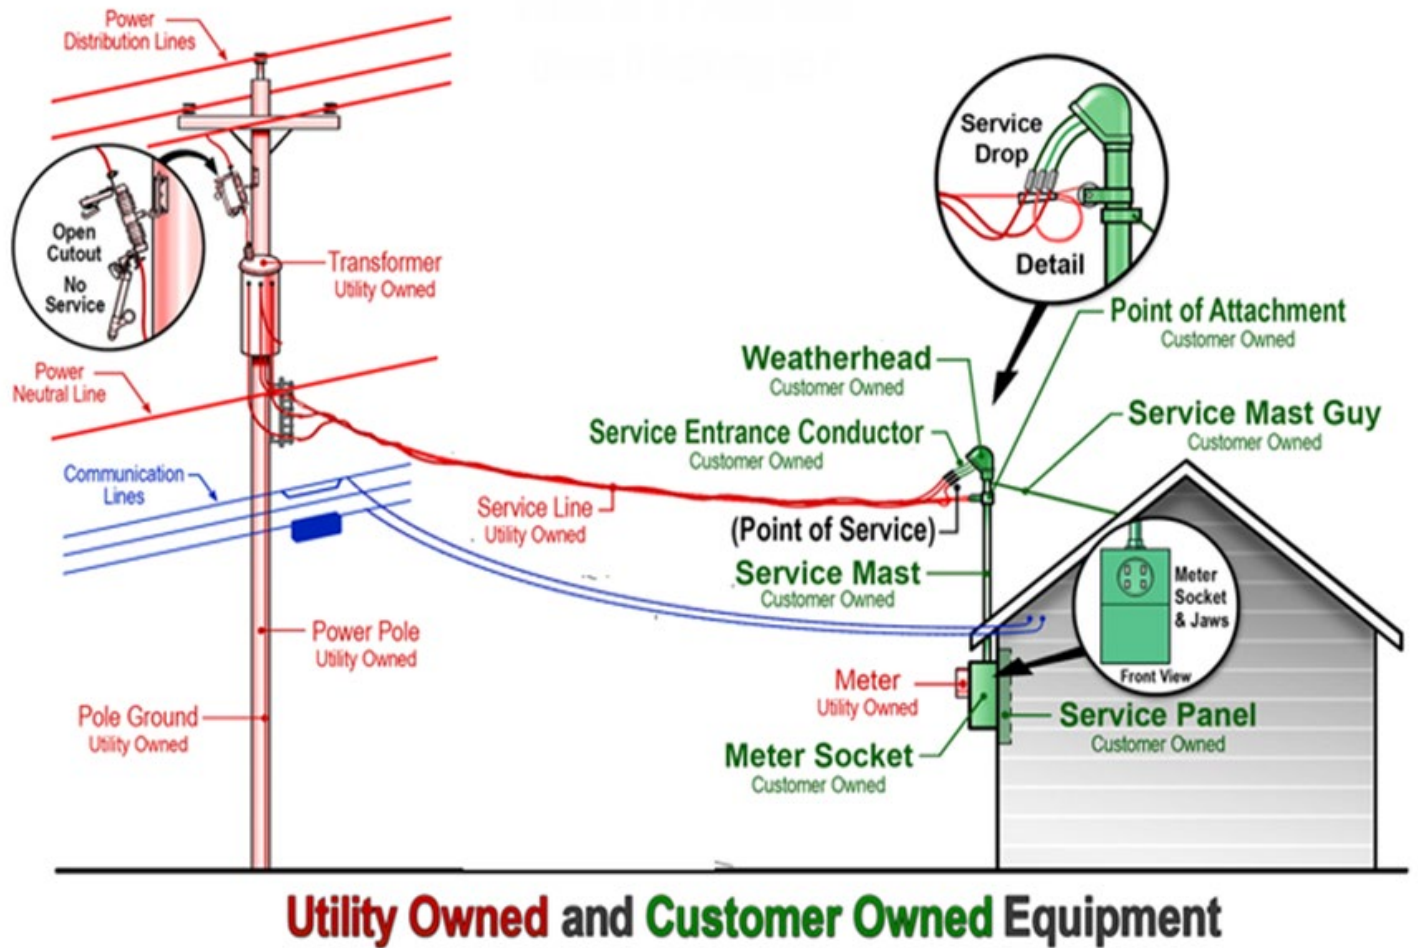 Power
Distribution Lines
Service
Drop
Detail
Open
Cutout
No
Service
Transformer
Utility Owned
Point of Attachment
Customer Owned
Weatherhead
Customer Owned
Power
Neutral Line
Service Mast Guy
Customer Owned
Service Entrance Conductor
Customer Owned
Communication
Lines
Service Line
Utility Owned
(Point of Service)
Service Mast
Customer Owned
Meter
Socket
& Jaws
Front View
Power Pole
Utility Owned
Meter
Utility Owned
Pole Ground
Utility Owned
Service Panel
Customer Owned
Meter Socket
Customer Owned
Utility Owned and Customer Owned Equipment